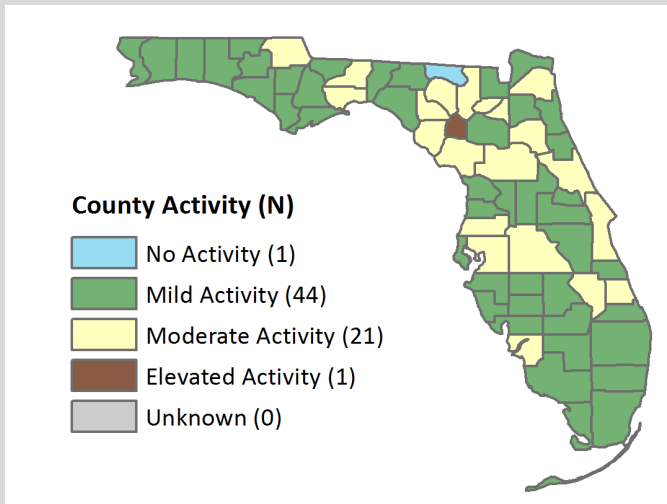 County Activity (N)
No Activity (1)
Mild Activity (44)
Moderate Activity (21)
Elevated Activity (1)
Unknown (0)